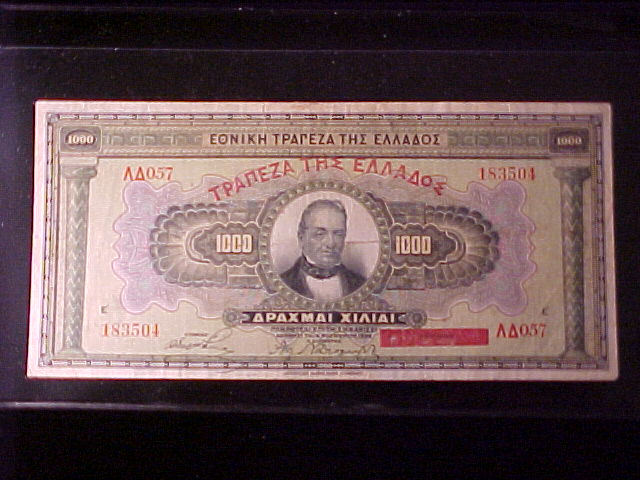 1000 ΕΘΝΙΚΗ ΤΡΑΠΕΖΑ ΤΗΣ ΕΛΛΑΔΟΣ 1000
ΛΔ057 183504
ΤΡΑΠΕΖΑ ΤΗΣ ΕΛΛΑΔΟΣ
1000 1000
ΔΡΑΧΜΑΙ ΧΙΛΙΑΙ
Ε Ε
183504 ΛΔ057